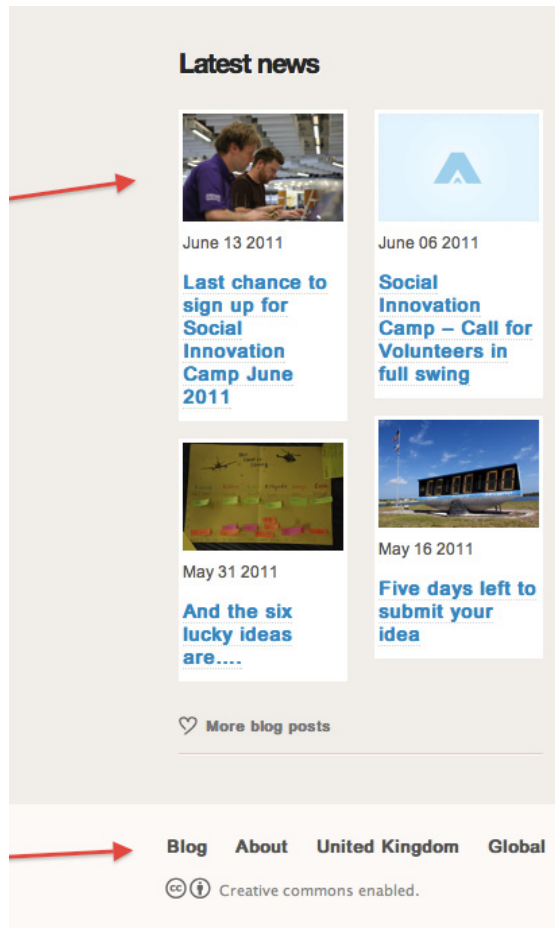 Latest news
June 13 2011
Last chance to
sign up for
Social
Innovation
Camp June
2011
June 06 2011
Social
Innovation
Camp – Call for
Volunteers in
full swing
May 31 2011
And the six
lucky ideas
are....
May 16 2011
Five days left to
submit your
idea
More blog posts
Blog About United Kingdom Global
cc Creative commons enabled.